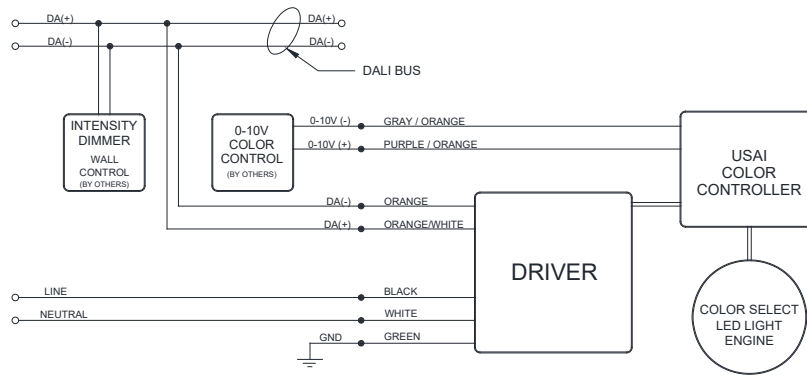 DA(+)
DA(+)
DA(-)
DA(-)
DALI BUS
INTENSITY
DIMMER
WALL
CONTROL
(BY OTHERS)
0-10V
COLOR
CONTROL
(BY OTHERS)
0-10V (-)
GRAY / ORANGE
0-10V (+)
PURPLE / ORANGE
USAI
COLOR
CONTROLLER
DA(-)
ORANGE
DA(+)
ORANGE/WHITE
DRIVER
LINE
BLACK
NEUTRAL
WHITE
GND
GREEN
COLOR SELECT
LED LIGHT
ENGINE